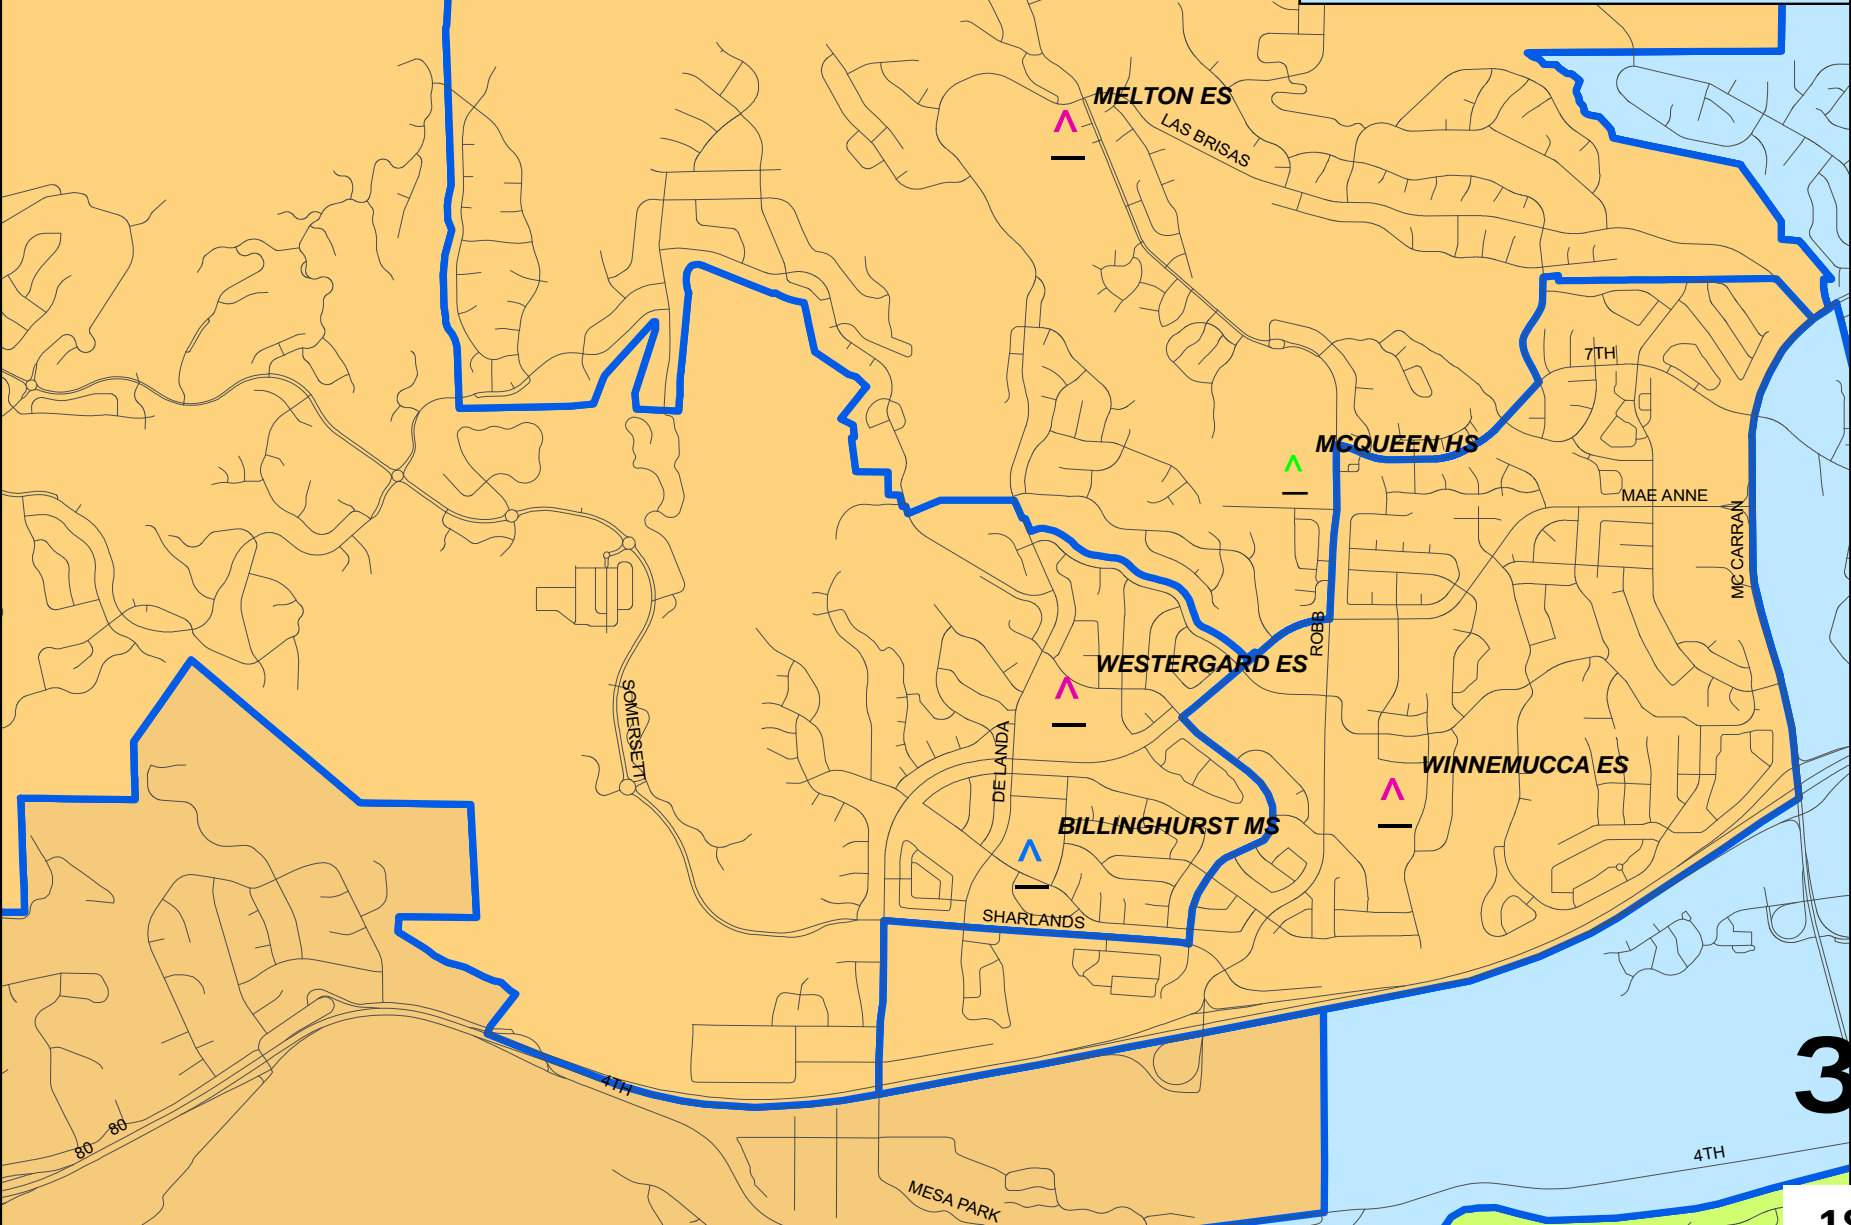 MELTON ES
LAS BRISAS
7TH
MCQUEEN HS
MAE ANNE
MC CARRAN
ROBB
WESTERGARD ES
SOMERSETT
DE LANDA
WINNEMUCCA ES
BILLINGHURST MS
SHARLANDS
3
4TH
80
80
4TH
MESA PARK